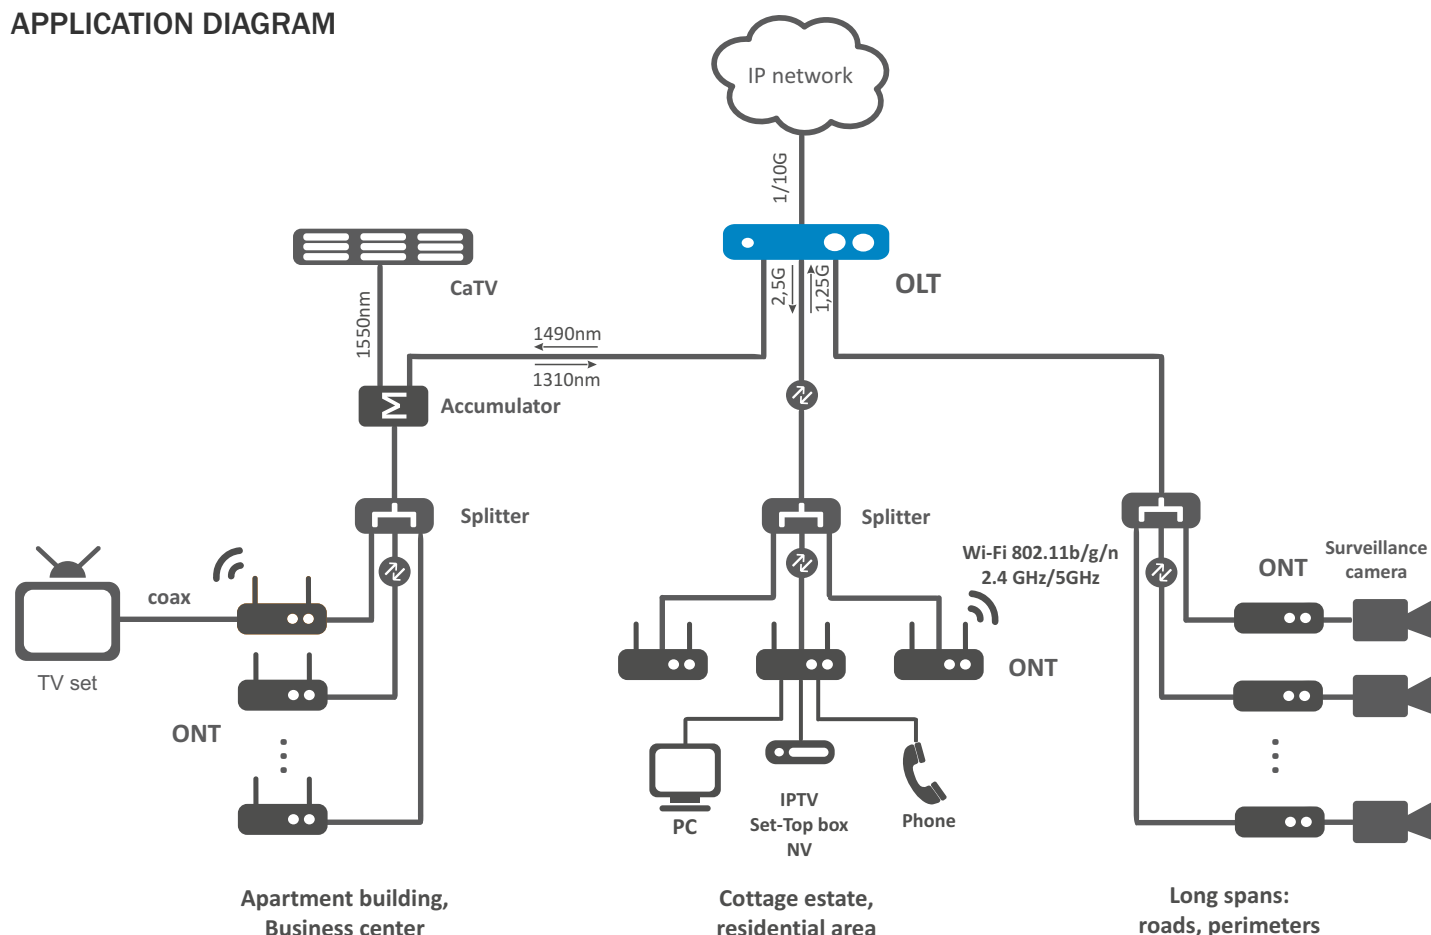 APPLICATION DIAGRAM
IP network
1/10G
CaTV
1550nm
OLT
2,5G
1,25G
1490nm
1310nm
M
Accumulator
Splitter
Splitter
Wi-Fi 802.11b/g/n
2.4 GHz/5GHz
ONT
Surveillance
camera
coax
TV set
ONT
ONT
PC
IPTV
Set-Top box
NV
Phone
Apartment building,
Business center
Cottage estate,
residential area
Long spans:
roads, perimeters